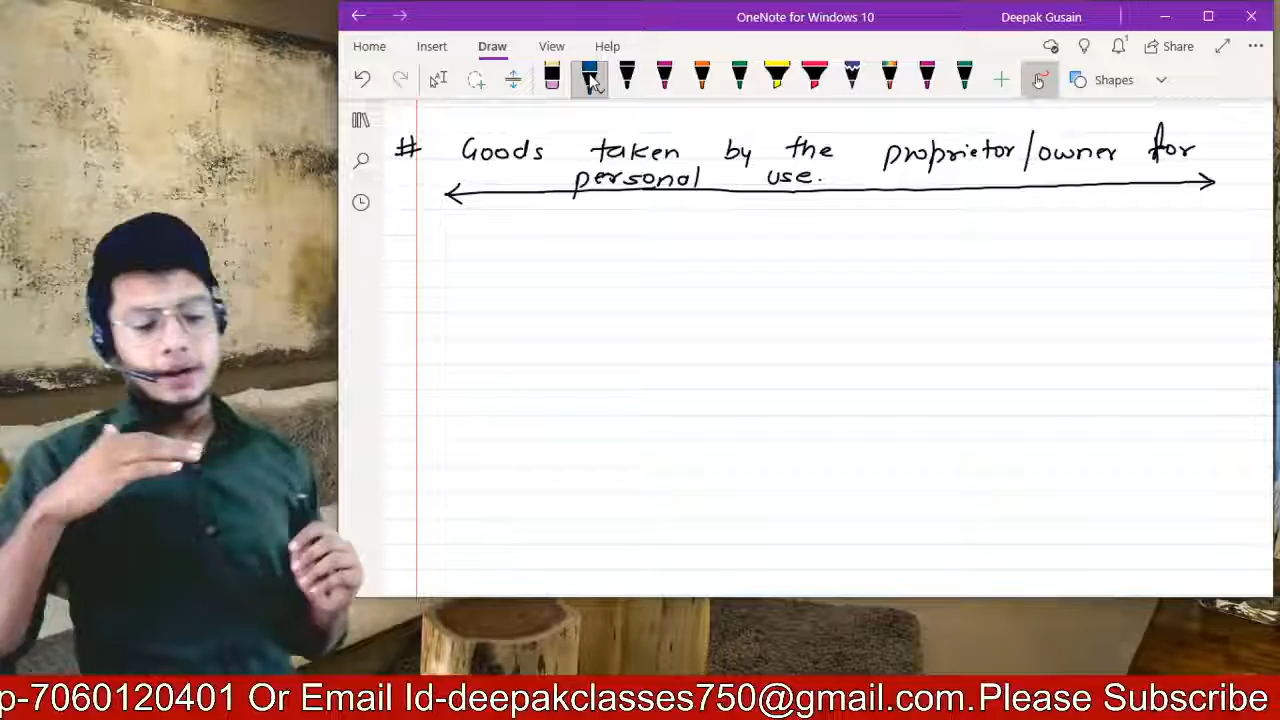 OneNote for Windows 10
Deepak Gusain
Home Insert Draw View Help
Share
Shapes
# Goods taken by the proprietor/owner for
personal use.
p-7060120401 Or Email Id-deepakclasses750@gmail.com.Please Subscribe